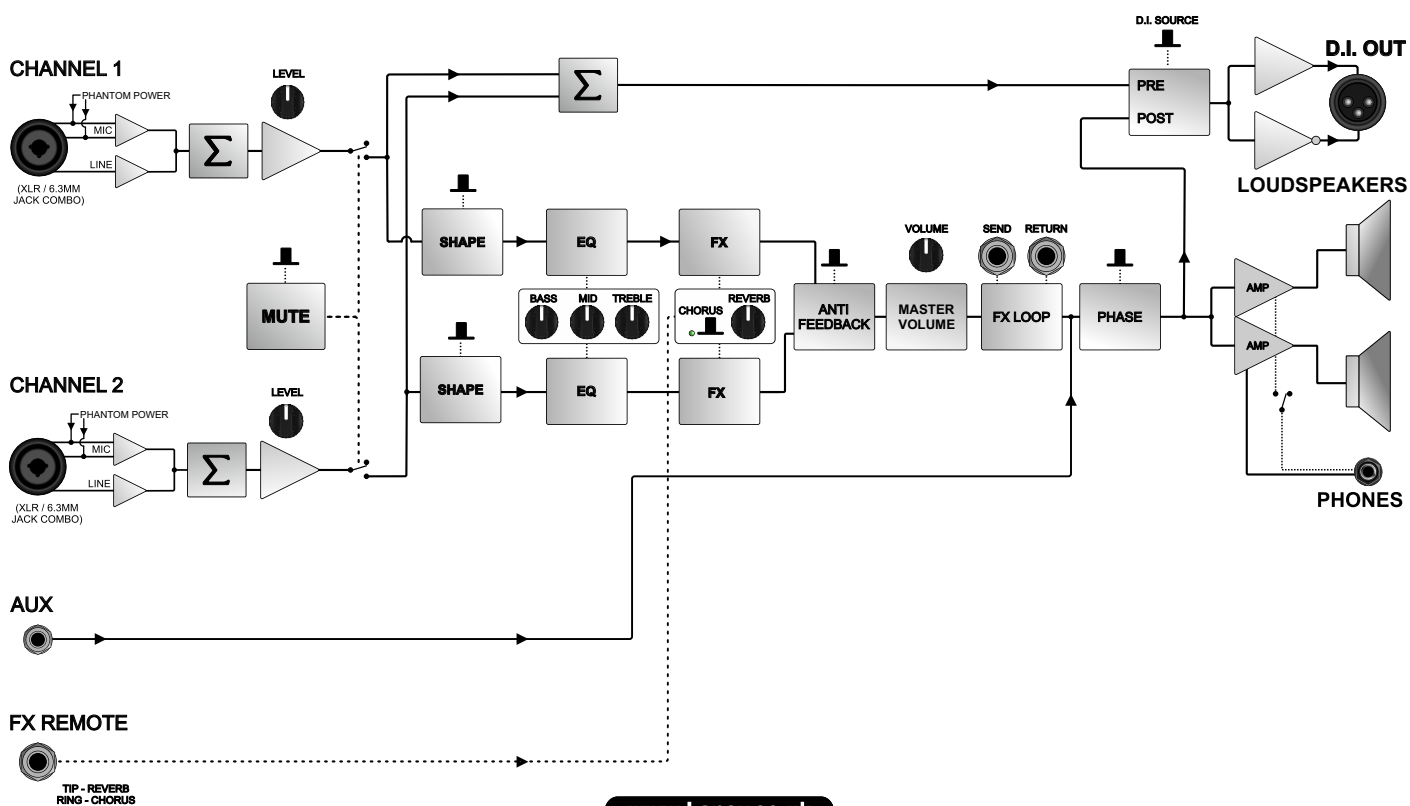 D.I. SOURCE
D.I. OUT
CHANNEL 1
LEVEL
PHANTOM POWER
MIC
LINE
Σ
Σ
PRE
POST
(XLR / 6.3MM
JACK COMBO)
LOUDSPEAKERS
SHAPE
EQ
FX
VOLUME
SEND
RETURN
MUTE
BASS
MID
TREBLE
CHORUS
REVERB
ANTI
FEEDBACK
MASTER
VOLUME
FX LOOP
PHASE
AMP
AMP
CHANNEL 2
LEVEL
SHAPE
EQ
FX
PHANTOM POWER
MIC
LINE
Σ
(XLR / 6.3MM
JACK COMBO)
PHONES
AUX
FX REMOTE
TIP - REVERB
RING - CHORUS